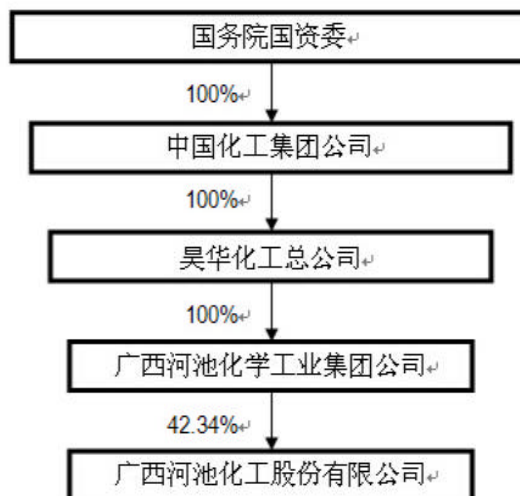 国务院国资委
100%
中国化工集团公司
100%
昊华化工总公司
100%
广西河池化学工业集团公司
42.34%
广西河池化工股份有限公司